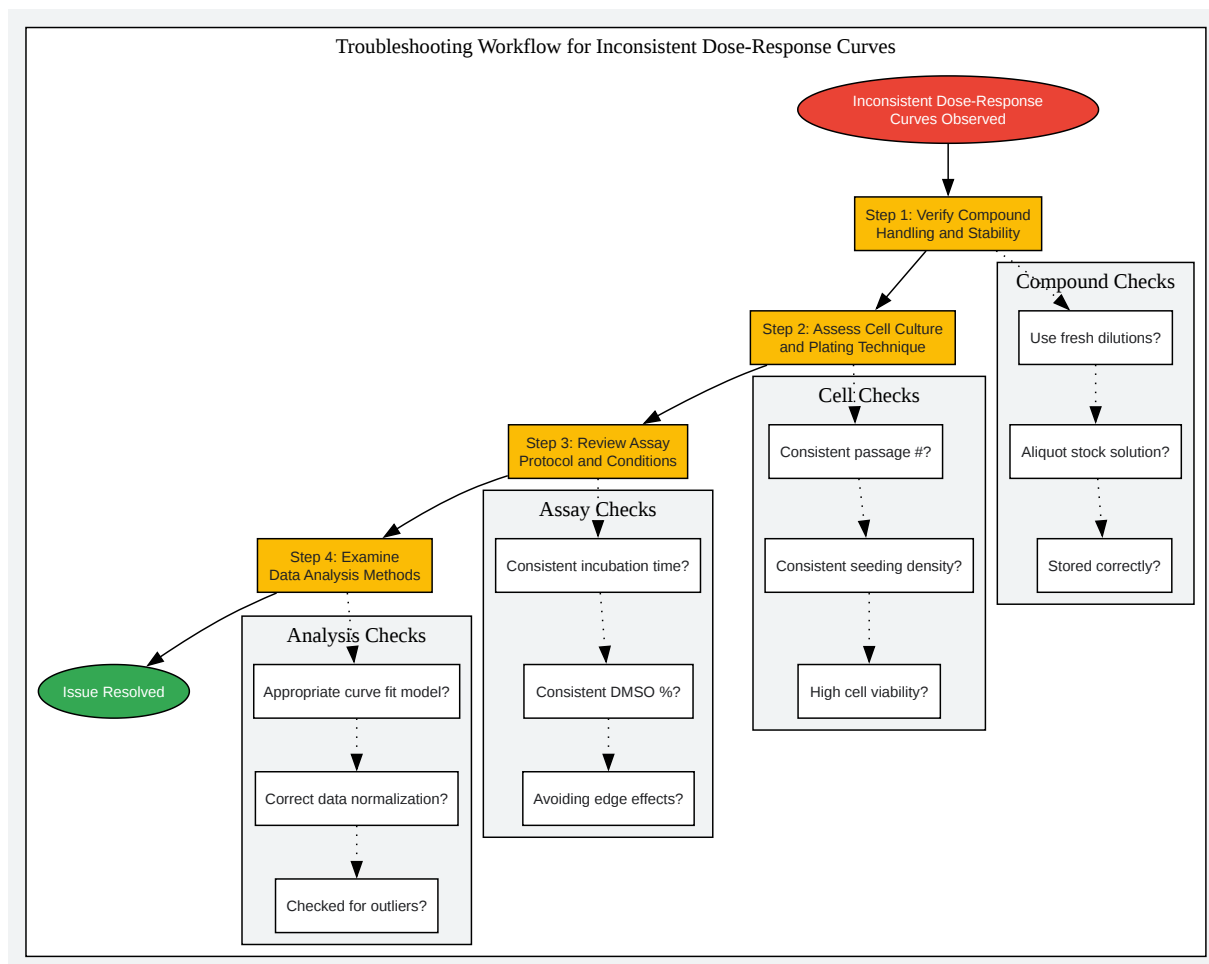 Troubleshooting Workflow for Inconsistent Dose-Response Curves
Inconsistent Dose-Response
Curves Observed
Step 1: Verify Compound
Handling and Stability
Compound Checks
Use fresh dilutions?
Aliquot stock solution?
Stored correctly?
Step 2: Assess Cell Culture
and Plating Technique
Cell Checks
Consistent passage #?
Consistent seeding density?
High cell viability?
Step 3: Review Assay
Protocol and Conditions
Assay Checks
Consistent incubation time?
Consistent DMSO %?
Avoiding edge effects?
Step 4: Examine
Data Analysis Methods
Analysis Checks
Appropriate curve fit model?
Correct data normalization?
Checked for outliers?
Issue Resolved